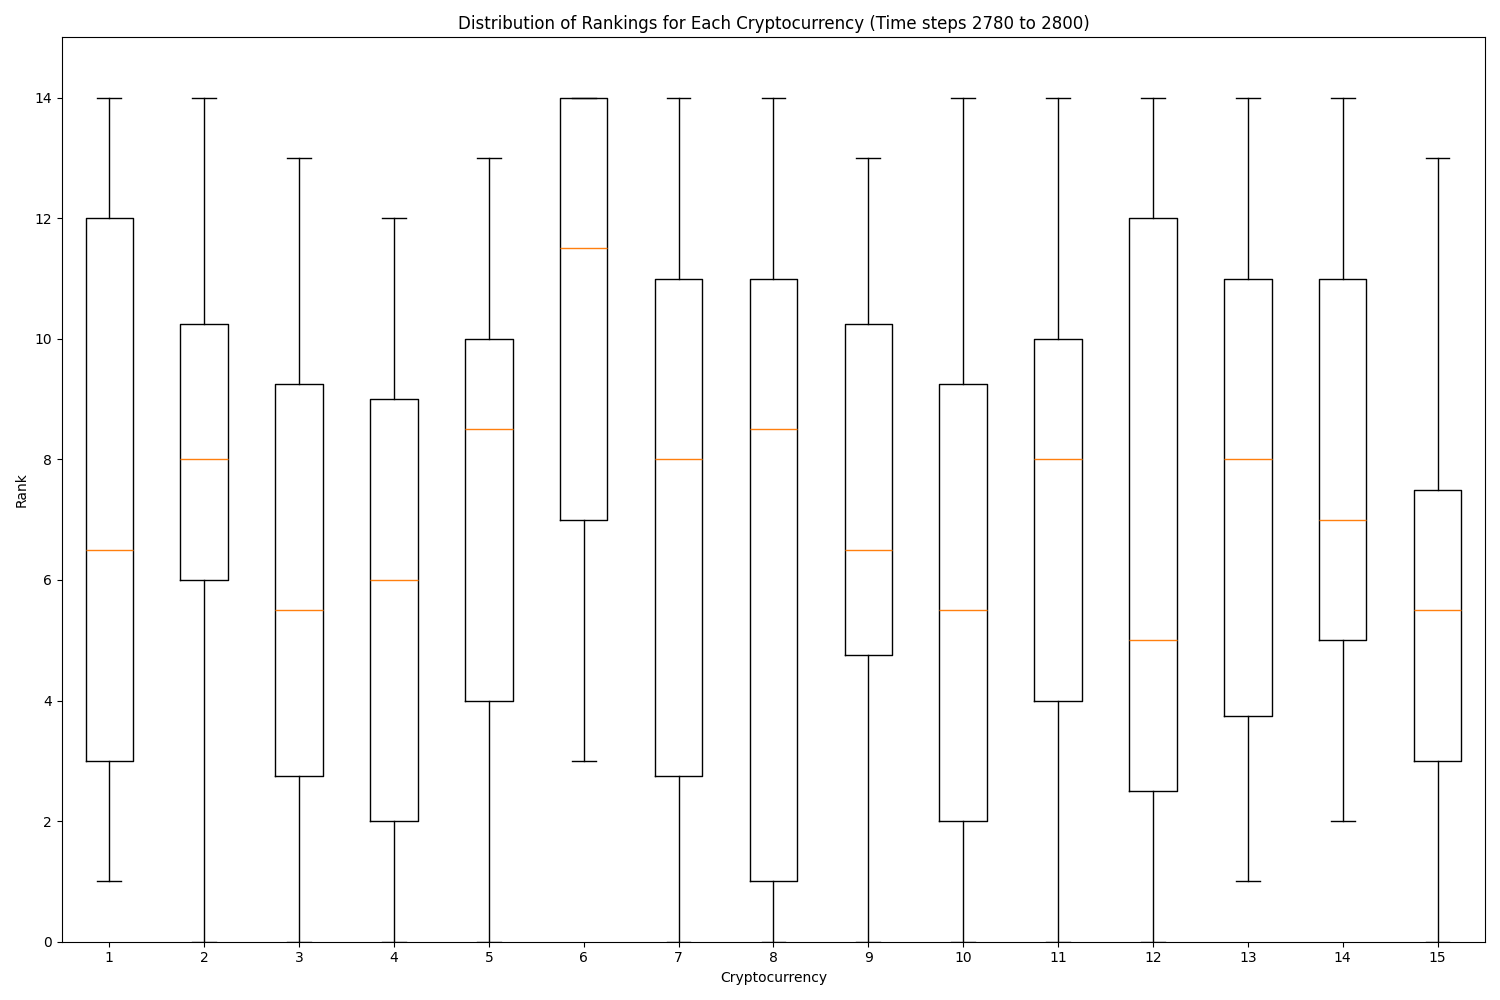 Distribution of Rankings for Each Cryptocurrency (Time steps 2780 to 2800)
14
12
10
8
6
4
2
0
Rank
1 2 3 4 5 6 7 8 9 10 11 12 13 14 15
Cryptocurrency